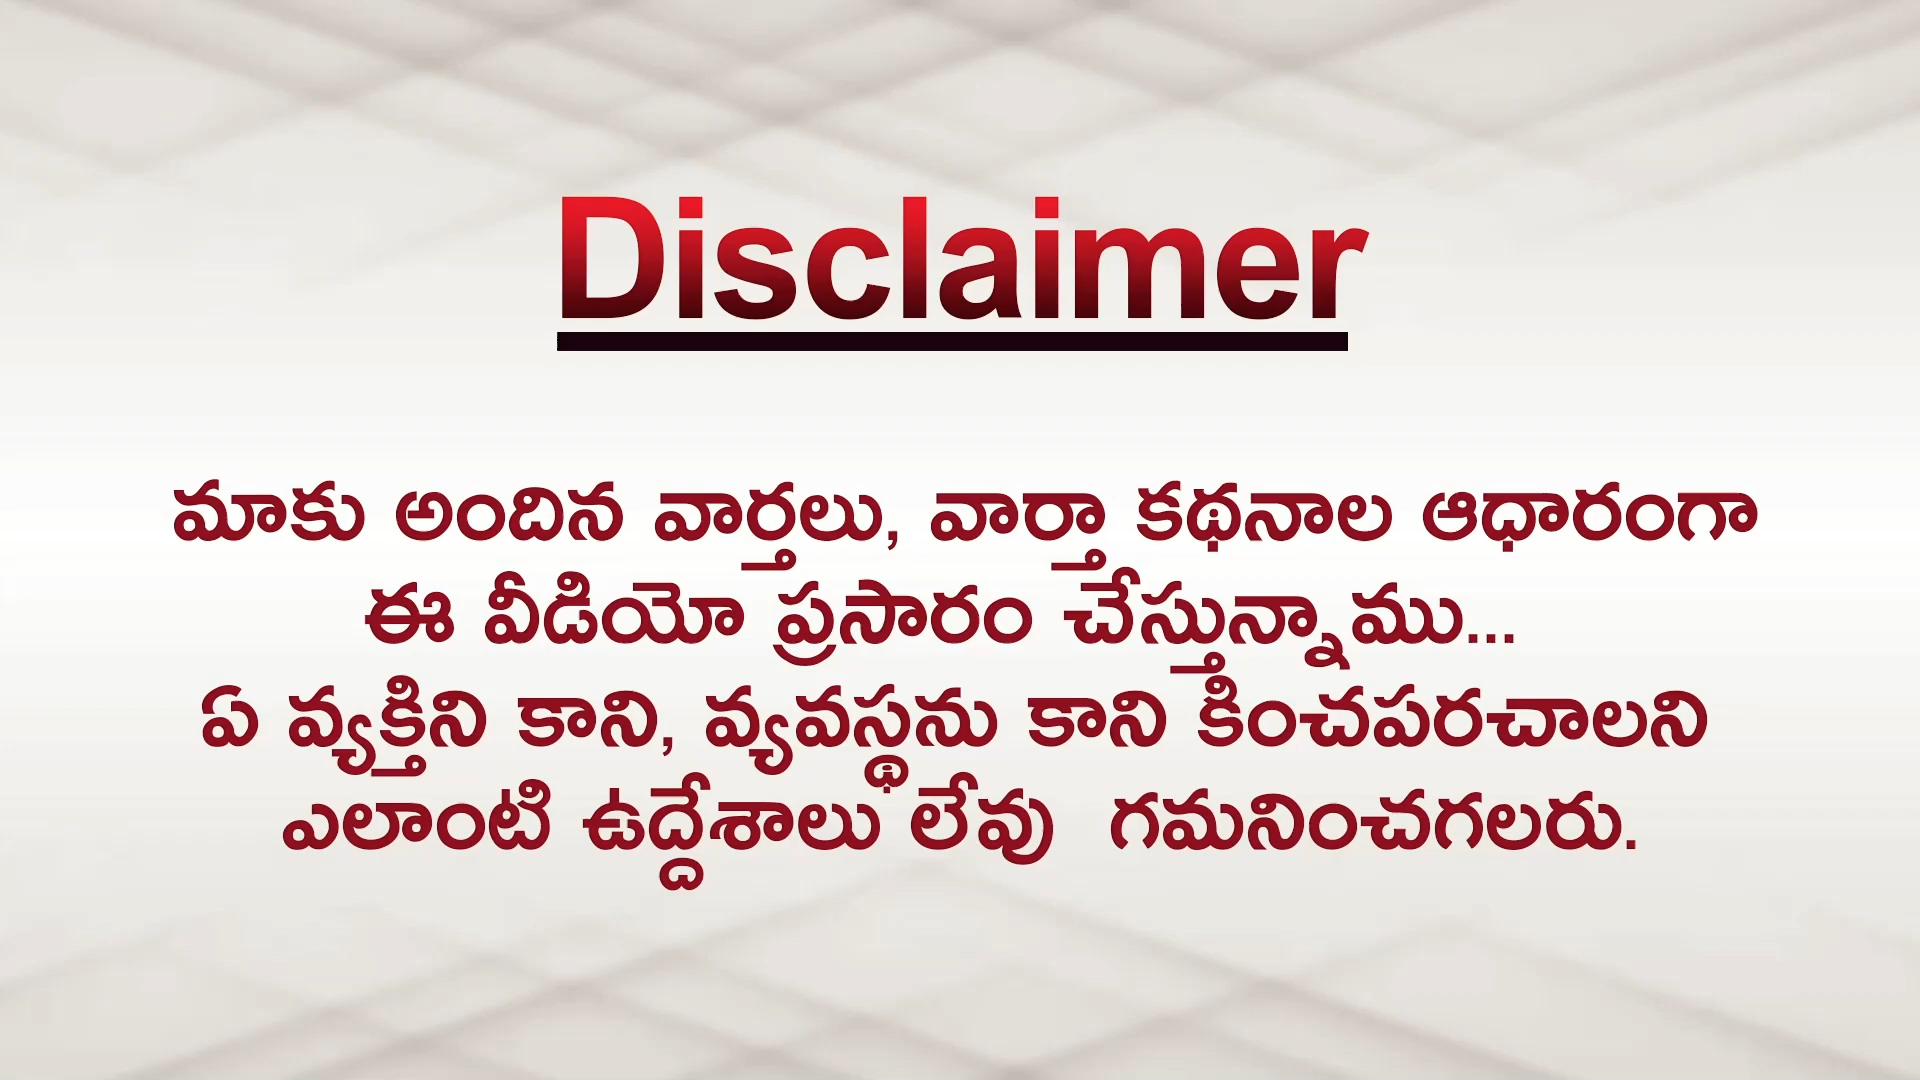 Disclaimer
మాకు అందిన వార్తలు, వార్తా కథనాల ఆధారంగా
ఈ వీడియో ప్రసారం చేస్తున్నాము...
ఏ వ్యక్తిని కాని, వ్యవస్థను కాని కించపరచాలని
ఎలాంటి ఉద్దేశాలు లేవు  గమనించగలరు.